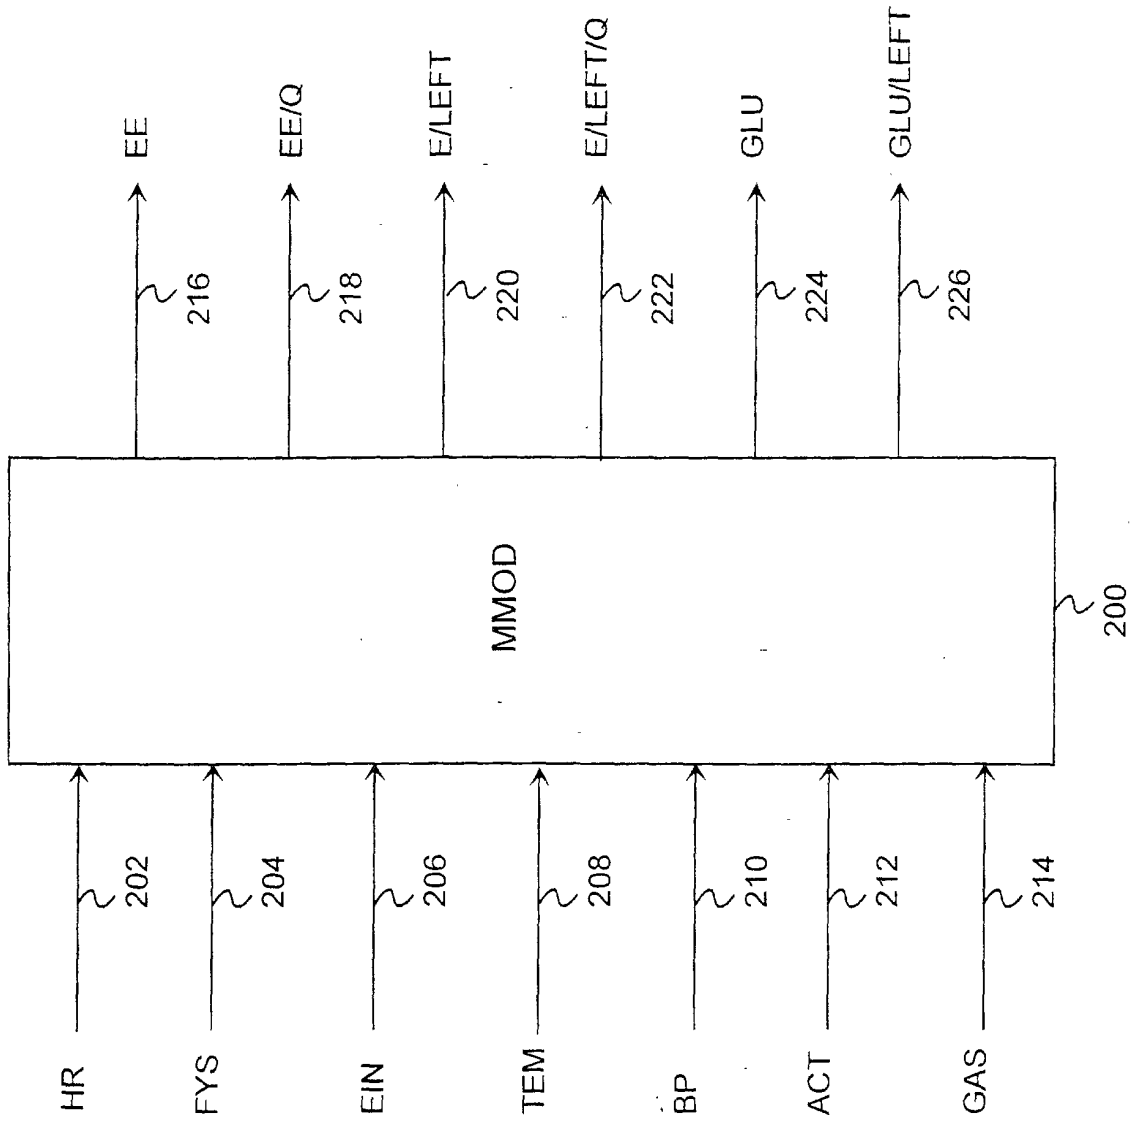 HR
202
FYS
204
EIN
206
TEM
208
BP
210
ACT
212
GAS
214
MMOD
200
EE
216
EE/Q
218
E/LEFT
220
E/LEFT/Q
222
GLU
224
GLU/LEFT
226